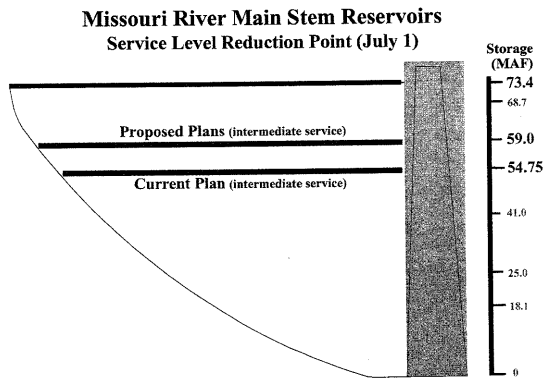 Missouri River Main Stem Reservoirs
Service Level Reduction Point (July 1)
Storage
(MAF)
73.4
68.7
Proposed Plans (intermediate service)
59.0
54.75
Current Plan (intermediate service)
41.0
25.0
18.1
0